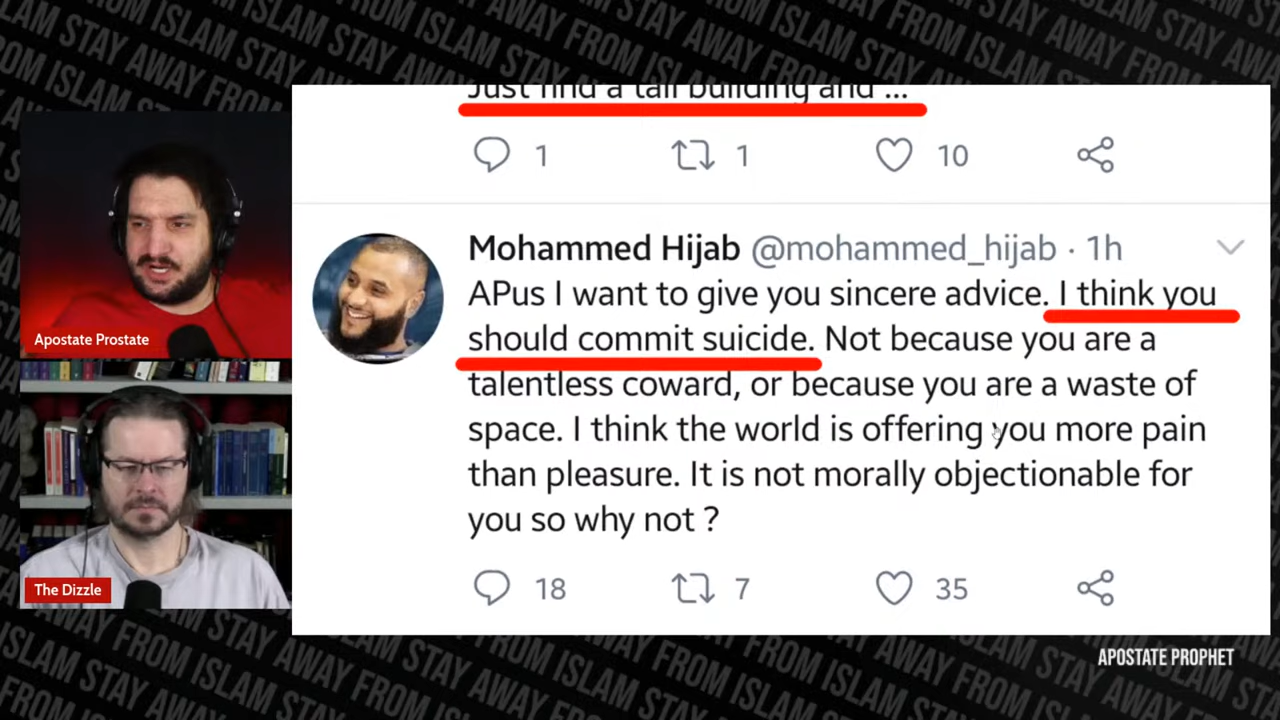 Just find a tall building and ...
1 1 10
Mohammed Hijab @mohammed_hijab · 1h
APus I want to give you sincere advice. I think you
should commit suicide. Not because you are a
talentless coward, or because you are a waste of
space. I think the world is offering you more pain
than pleasure. It is not morally objectionable for
you so why not ?
18 7 35
Apostate Prostate
The Dizzle
APOSTATE PROPHET
STAY AWAY FROM ISLAM